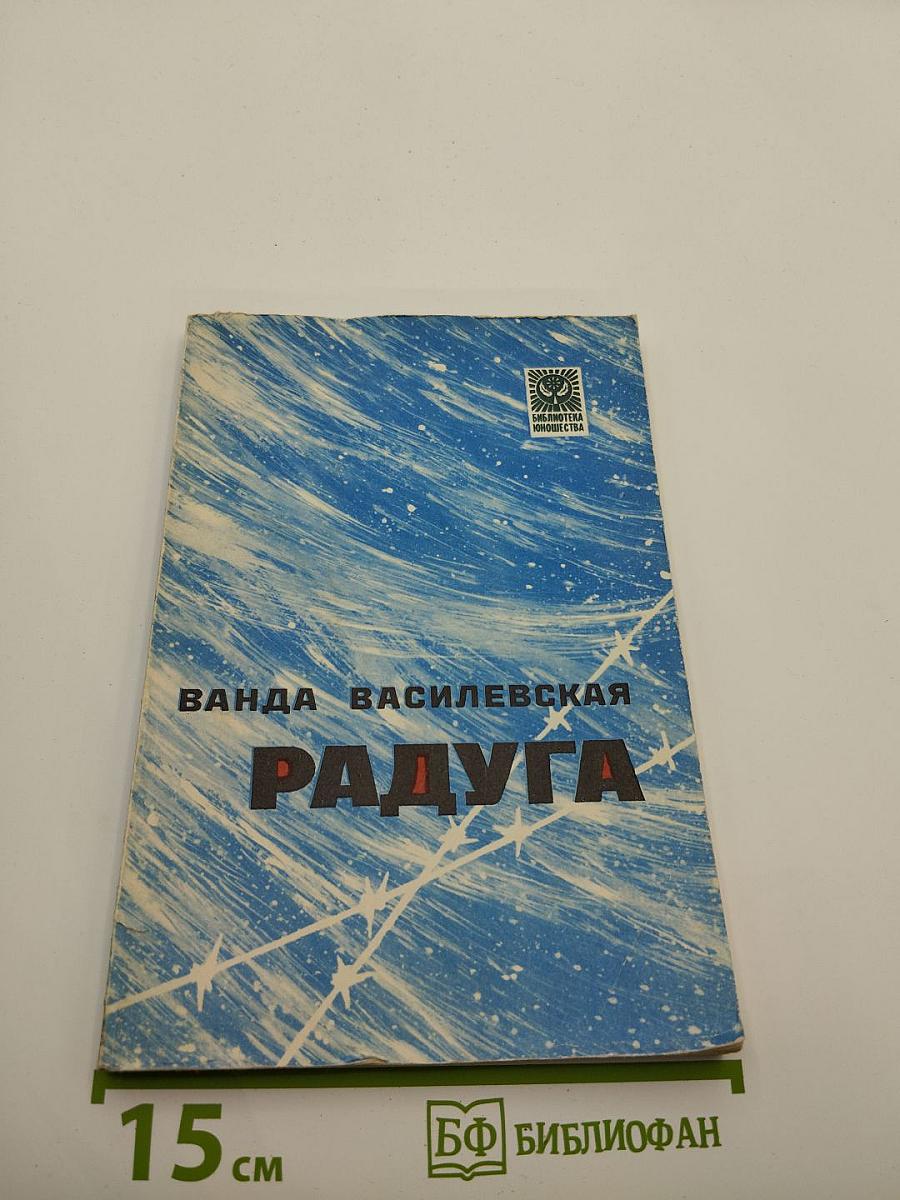 БИБЛИОТЕКА
ЮНОШЕСТВА
ВАНДА ВАСИЛЕВСКАЯ
РАДУГА
15 см
БФ БИБЛИОФАН